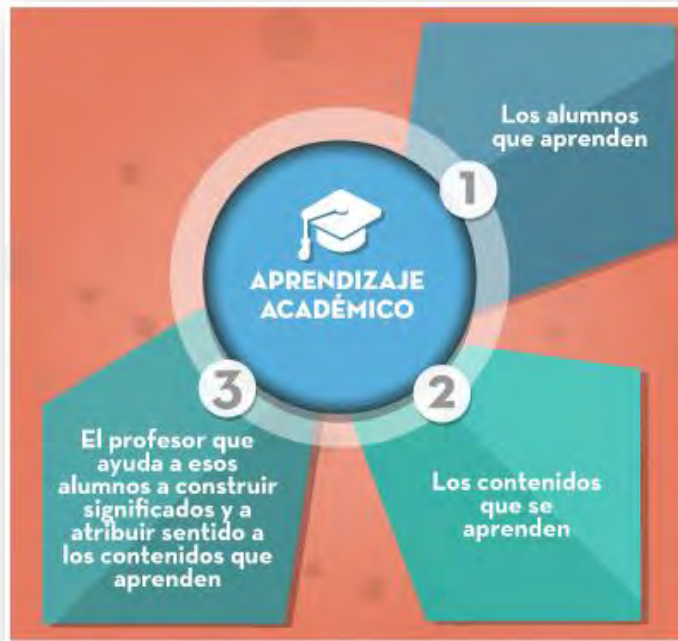 APRENDIZAJE
ACADÉMICO
1
Los alumnos
que aprenden
2
Los contenidos
que se
aprenden
3
El profesor que
ayuda a esos
alumnos a construir
significados y a
atribuir sentido a
los contenidos que
aprenden